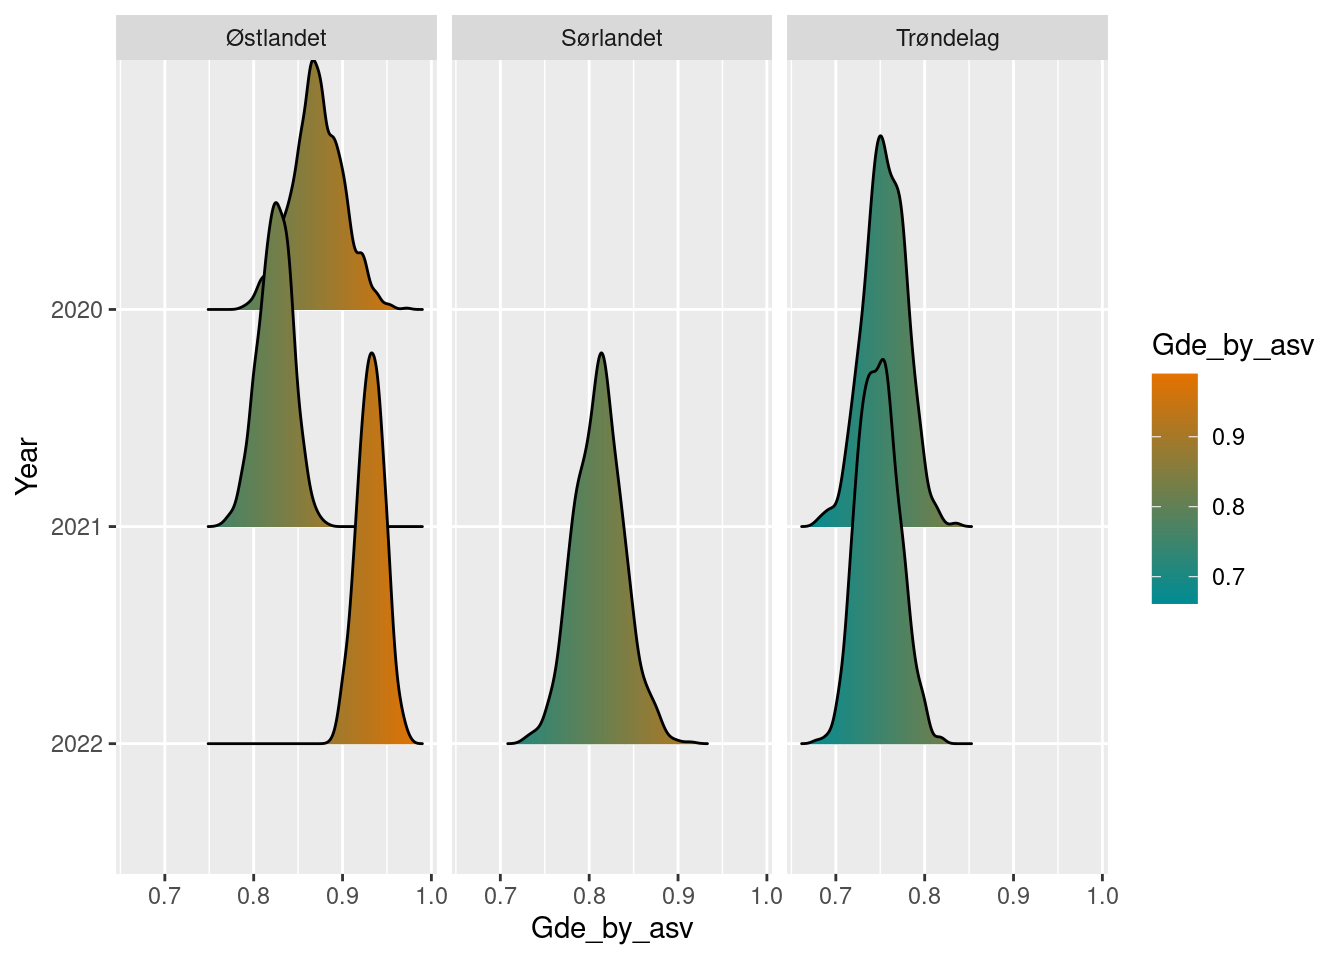 Østlandet
Sørlandet
Trøndelag
2020
2021
2022
Year
0.7 0.8 0.9 1.0
0.7 0.8 0.9 1.0
0.7 0.8 0.9 1.0
Gde_by_asv
Gde_by_asv
0.9
0.8
0.7